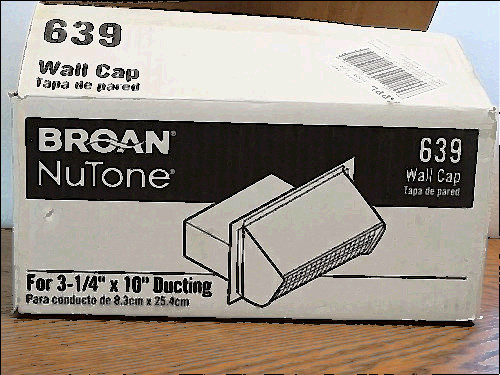 639
Wall Cap
Tapa de pared
BROAN®
NuTone®
639
Wall Cap
Tapa de pared
For 3-1/4" x 10" Ducting
Para conducto de 8.3cm x 25.4cm